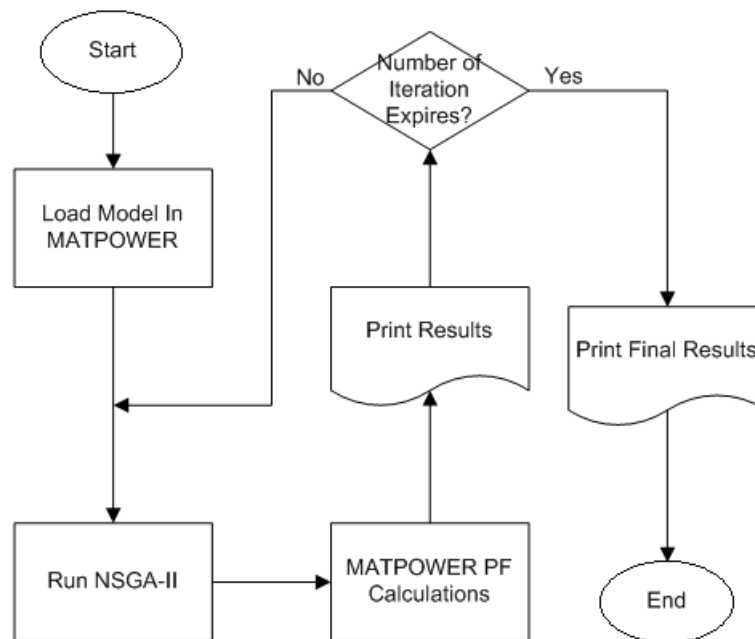 Start
Number of
Iteration
Expires?
No
Yes
Load Model In
MATPOWER
Print Results
Print Final Results
Run NSGA-II
MATPOWER PF
Calculations
End